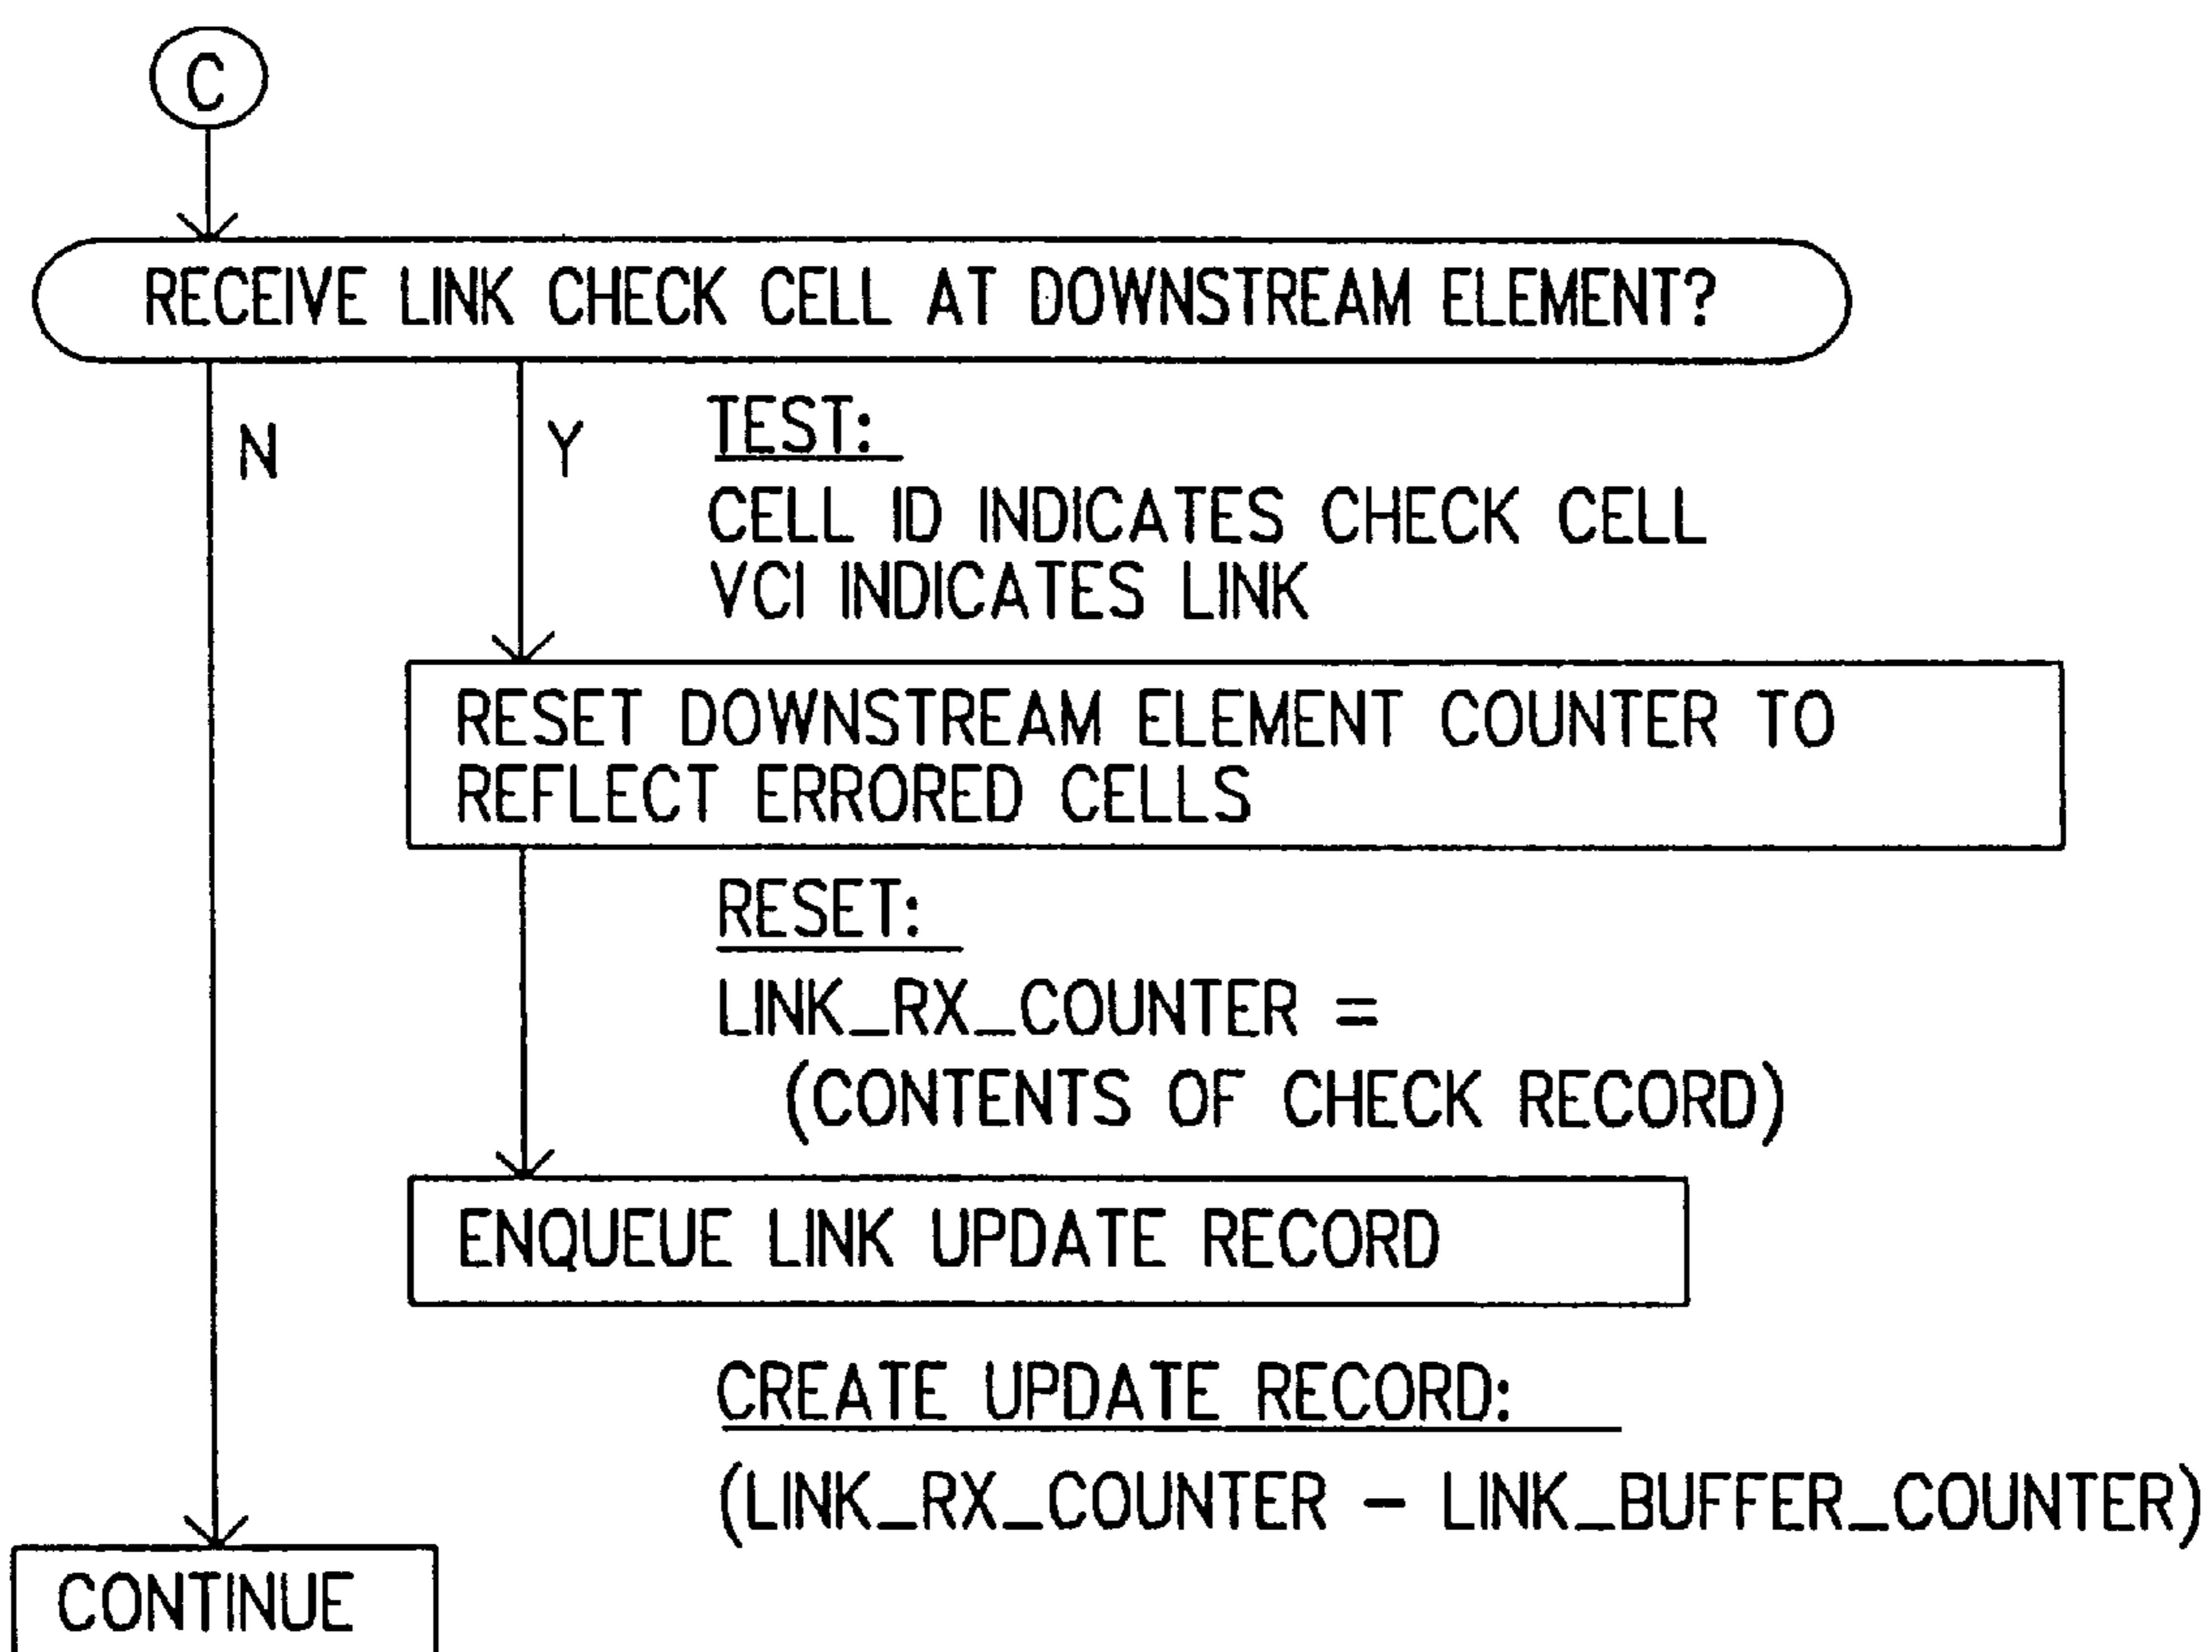 C
RECEIVE LINK CHECK CELL AT DOWNSTREAM ELEMENT?
N
Y
TEST:
CELL ID INDICATES CHECK CELL
VCI INDICATES LINK
RESET DOWNSTREAM ELEMENT COUNTER TO
REFLECT ERRORED CELLS
RESET:
LINK_RX_COUNTER =
(CONTENTS OF CHECK RECORD)
ENQUEUE LINK UPDATE RECORD
CREATE UPDATE RECORD:
(LINK_RX_COUNTER – LINK_BUFFER_COUNTER)
CONTINUE